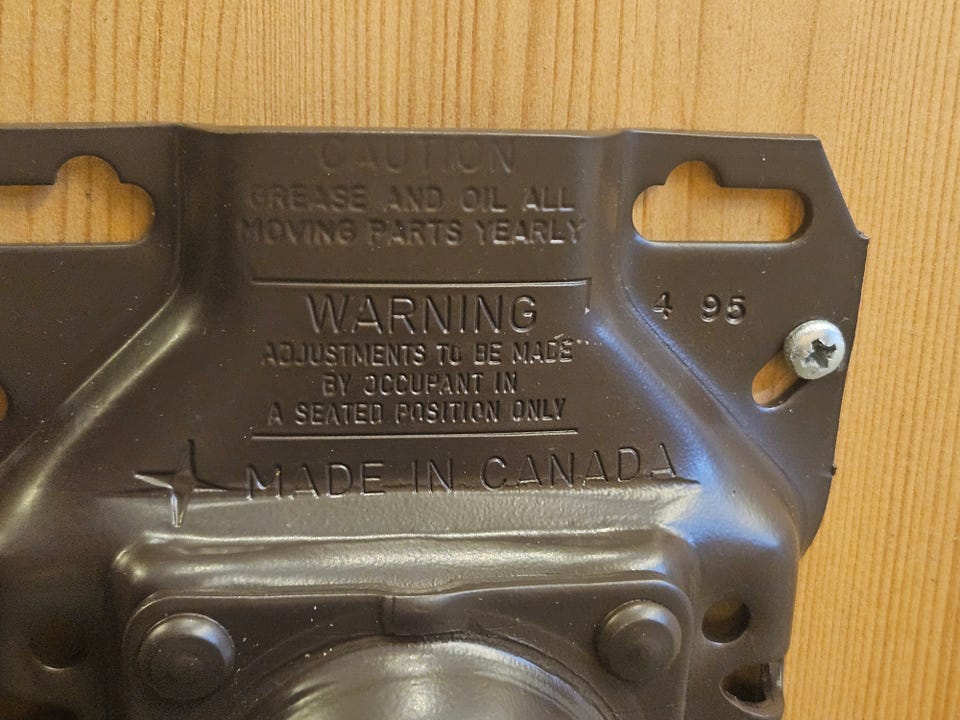 CAUTION
GREASE AND OIL ALL
MOVING PARTS YEARLY
WARNING
4 95
ADJUSTMENTS TO BE MADE
BY OCCUPANT IN
A SEATED POSITION ONLY
MADE IN CANADA